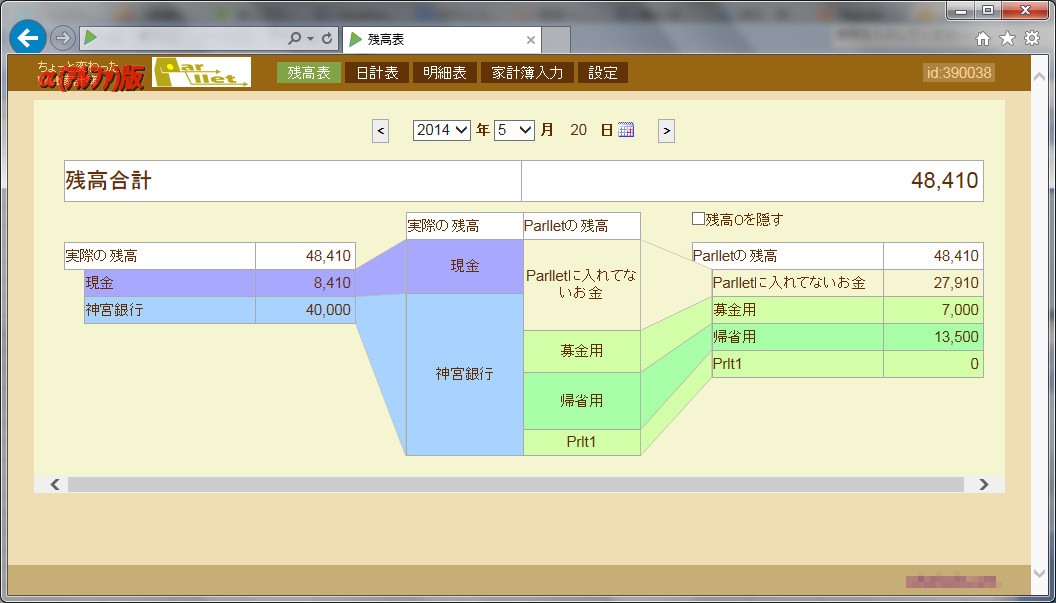 残高表
ちょっと変わった
α(アルファ)版
Parllet
残高表 日計表 明細表 家計簿入力 設定
id:390038
< 2014 年 5 月 20 日 >
残高合計 48,410
残高0を隠す
実際の残高 48,410
現金 8,410
神宮銀行 40,000
実際の残高 Parlletの残高
現金
神宮銀行
Parlletに入れてな
いお金
募金用
帰省用
Prlt1
Parlletの残高 48,410
Parlletに入れてないお金 27,910
募金用 7,000
帰省用 13,500
Prlt1 0